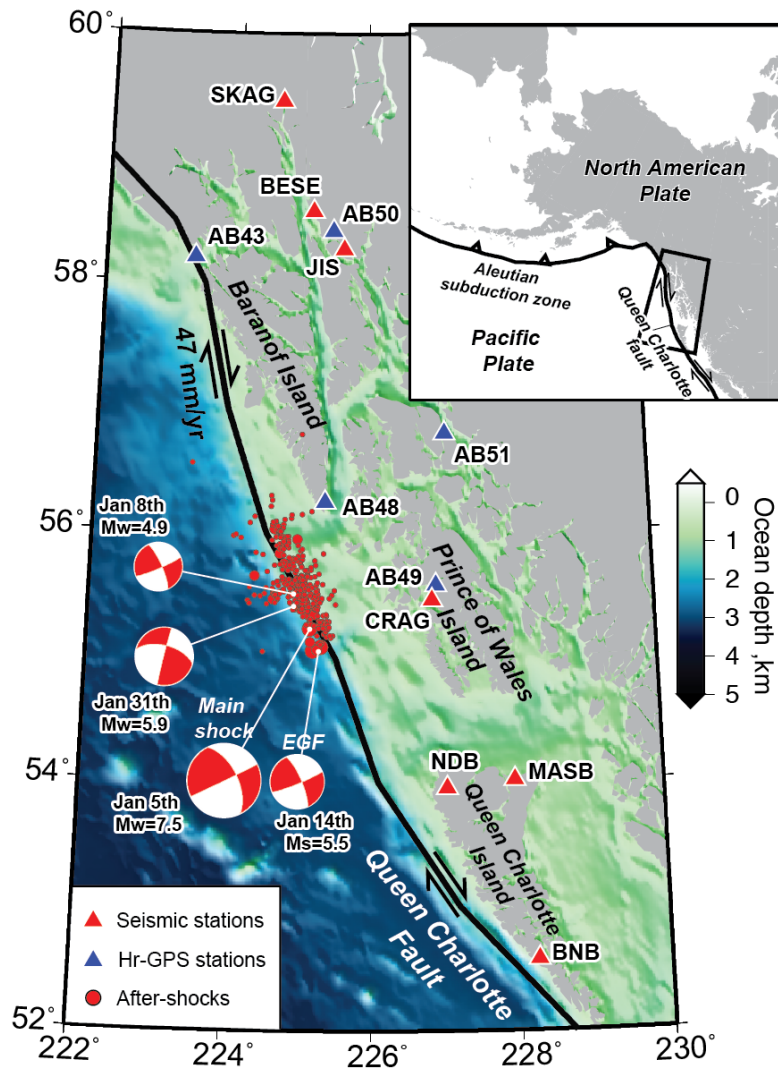 60°
SKAG
North American
Plate
BESE
AB50
AB43
JIS
58°
Aleutian
subduction zone
Pacific
Plate
Queen Charlotte
fault
Baranof Island
47 mm/yr
AB51
0
1
2
3
4
5
Ocean depth ,km
Jan 8th
Mw=4.9
56°
AB48
AB49
CRAG
Prince of Wales
Island
Jan 31th
Mw=5.9
Main
shock
EGF
54°
NDB
MASB
Jan 5th
Mw=7.5
Jan 14th
Ms=5.5
Queen Charlotte
Island
Queen Charlotte
Fault
BNB
Seismic stations
Hr-GPS stations
After-shocks
52°
222
224
226
228
230